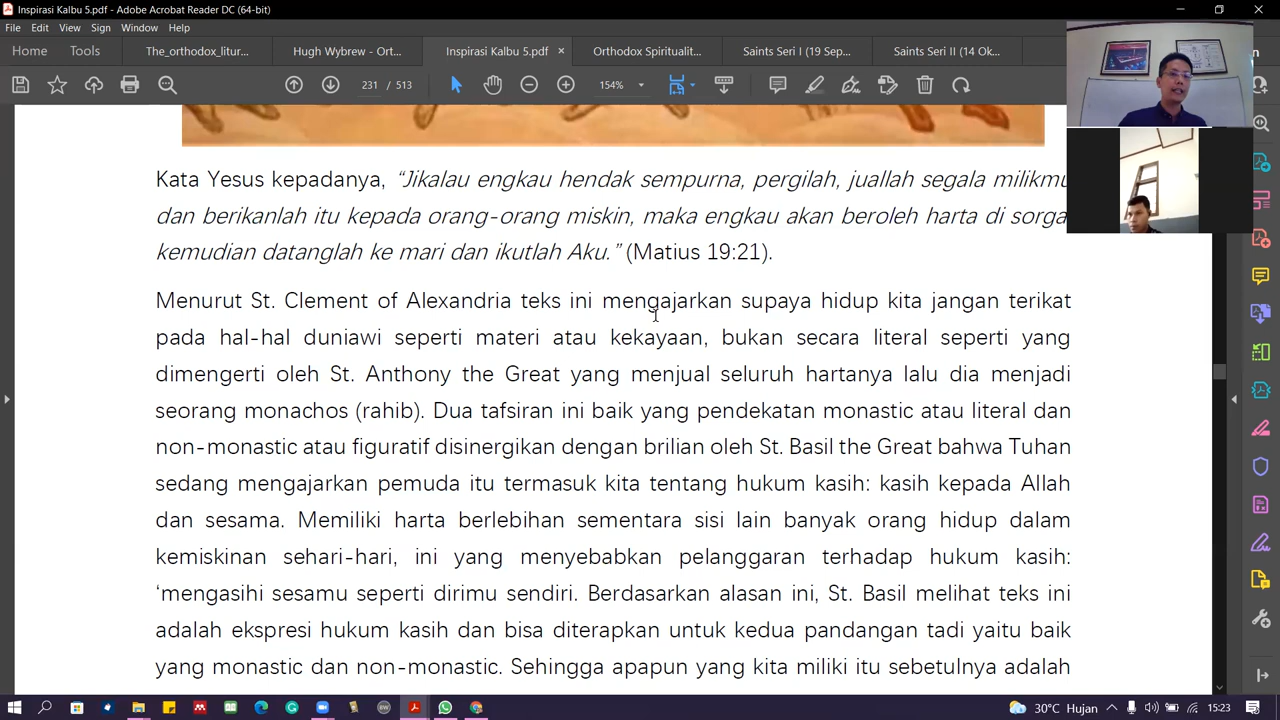 Inspirasi Kalbu 5.pdf - Adobe Acrobat Reader DC (64-bit)
File Edit View Sign Window Help
Home Tools The_orthodox_litur... Hugh Wybrew - Ort... Inspirasi Kalbu 5.pdf × Orthodox Spiritualit... Saints Seri I (19 Sep... Saints Seri II (14 Ok...
231 / 513 154%
Kata Yesus kepadanya, “Jikalau engkau hendak sempurna, pergilah, juallah segala milikmu
dan berikanlah itu kepada orang-orang miskin, maka engkau akan beroleh harta di sorga,
kemudian datanglah ke mari dan ikutlah Aku.” (Matius 19:21).
Menurut St. Clement of Alexandria teks ini mengajarkan supaya hidup kita jangan terikat
pada hal-hal duniawi seperti materi atau kekayaan, bukan secara literal seperti yang
dimengerti oleh St. Anthony the Great yang menjual seluruh hartanya lalu dia menjadi
seorang monachos (rahib). Dua tafsiran ini baik yang pendekatan monastic atau literal dan
non-monastic atau figuratif disinergikan dengan brilian oleh St. Basil the Great bahwa Tuhan
sedang mengajarkan pemuda itu termasuk kita tentang hukum kasih: kasih kepada Allah
dan sesama. Memiliki harta berlebihan sementara sisi lain banyak orang hidup dalam
kemiskinan sehari-hari, ini yang menyebabkan pelanggaran terhadap hukum kasih:
‘mengasihi sesamu seperti dirimu sendiri. Berdasarkan alasan ini, St. Basil melihat teks ini
adalah ekspresi hukum kasih dan bisa diterapkan untuk kedua pandangan tadi yaitu baik
yang monastic dan non-monastic. Sehingga apapun yang kita miliki itu sebetulnya adalah
30°C Hujan 15:23